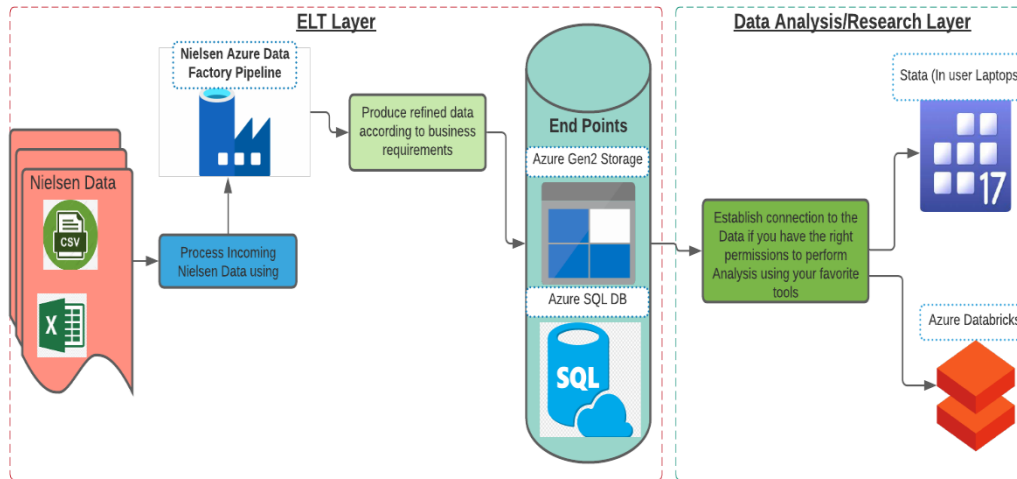 ELT Layer
Data Analysis/Research Layer
Nielsen Azure Data
Factory Pipeline
Nielsen Data
CSV
X
Process Incoming
Nielsen Data using
Produce refined data
according to business
requirements
End Points
Azure Gen2 Storage
Azure SQL DB
SQL
Establish connection to the
Data if you have the right
permissions to perform
Analysis using your favorite
tools
Stata (In user Laptops
17
Azure Databricks